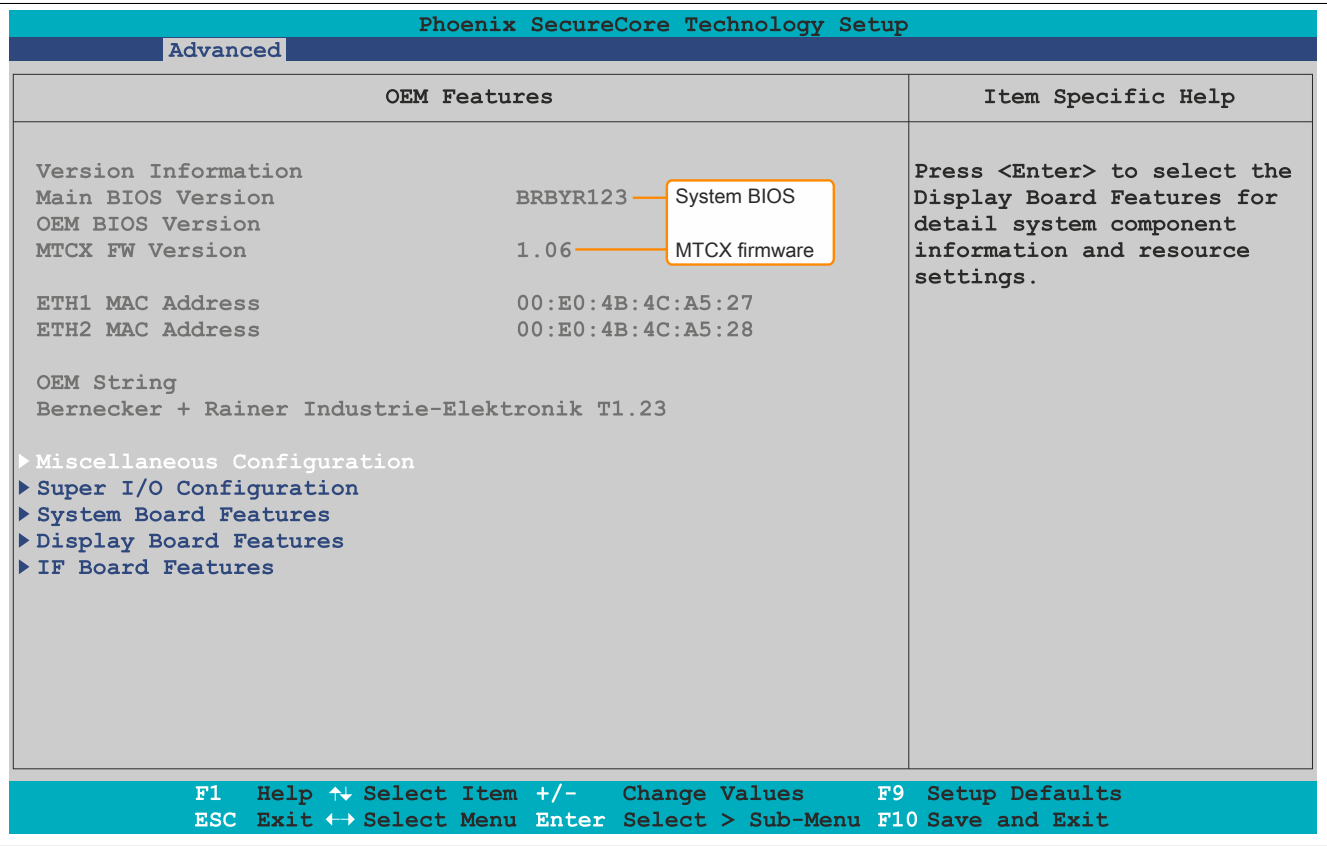 Phoenix SecureCore Technology Setup
Advanced
OEM Features
Item Specific Help
Version Information
Main BIOS Version BRBYR123 System BIOS
OEM BIOS Version
MTCX FW Version 1.06 MTCX firmware
ETH1 MAC Address 00:E0:4B:4C:A5:27
ETH2 MAC Address 00:E0:4B:4C:A5:28
OEM String
Bernecker + Rainer Industrie-Elektronik T1.23
Miscellaneous Configuration
Super I/O Configuration
System Board Features
Display Board Features
IF Board Features
Press <Enter> to select the
Display Board Features for
detail system component
information and resource
settings.
F1 Help Select Item +/- Change Values F9 Setup Defaults
ESC Exit Select Menu Enter Select > Sub-Menu F10 Save and Exit